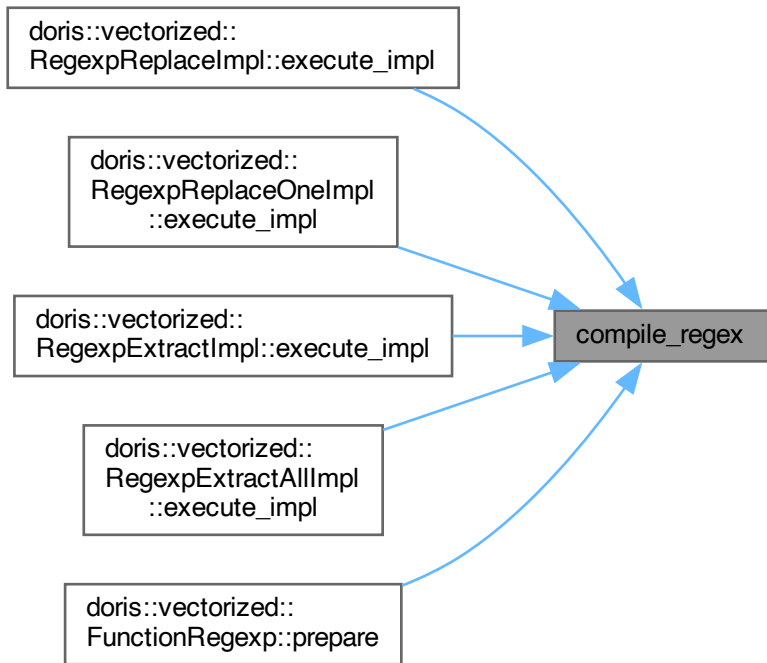 doris::vectorized::
RegexpReplaceImpl::execute_impl
doris::vectorized::
RegexpReplaceOneImpl
::execute_impl
doris::vectorized::
RegexpExtractImpl::execute_impl
compile_regex
doris::vectorized::
RegexpExtractAllImpl
::execute_impl
doris::vectorized::
FunctionRegexp::prepare